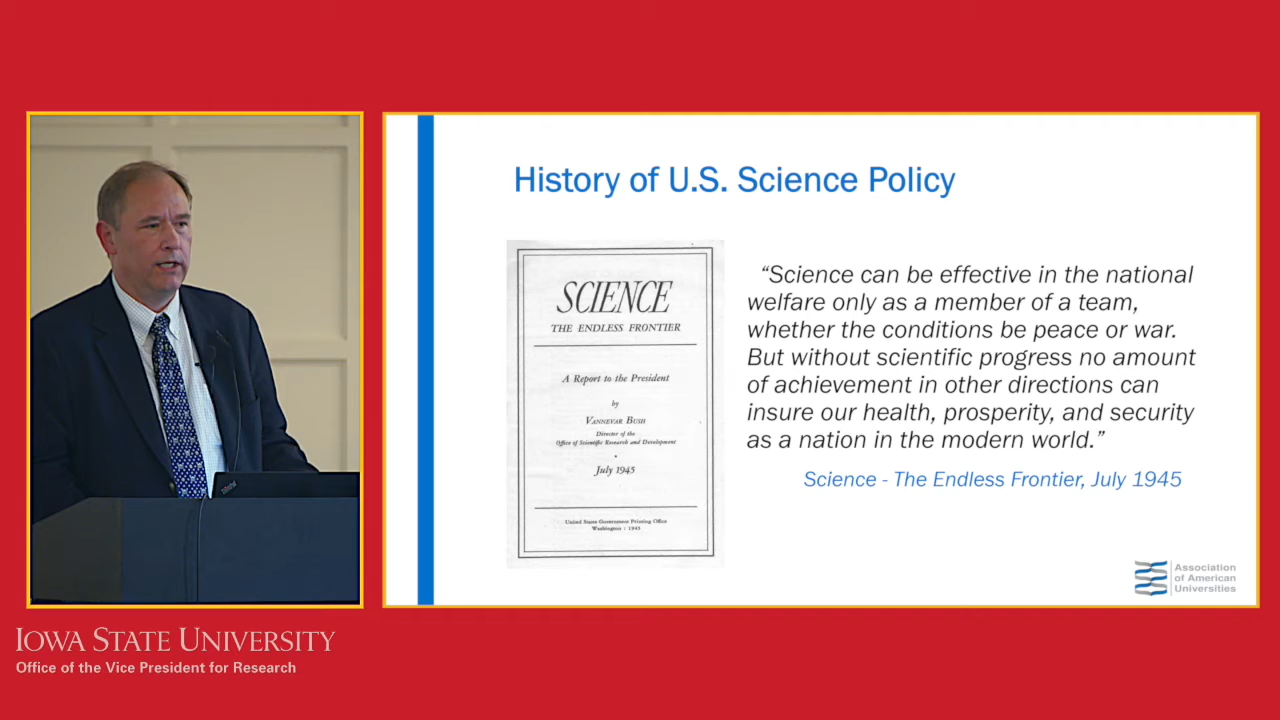 History of U.S. Science Policy
SCIENCE
THE ENDLESS FRONTIER
A Report to the President
by
VANNEVAR BUSH
Director of the
Office of Scientific Research and Development
July 1945
United States Government Printing Office
Washington : 1945
“Science can be effective in the national
welfare only as a member of a team,
whether the conditions be peace or war.
But without scientific progress no amount
of achievement in other directions can
insure our health, prosperity, and security
as a nation in the modern world.”
Science - The Endless Frontier, July 1945
Association
of American
Universities
ThinkPad
IOWA STATE UNIVERSITY
Office of the Vice President for Research